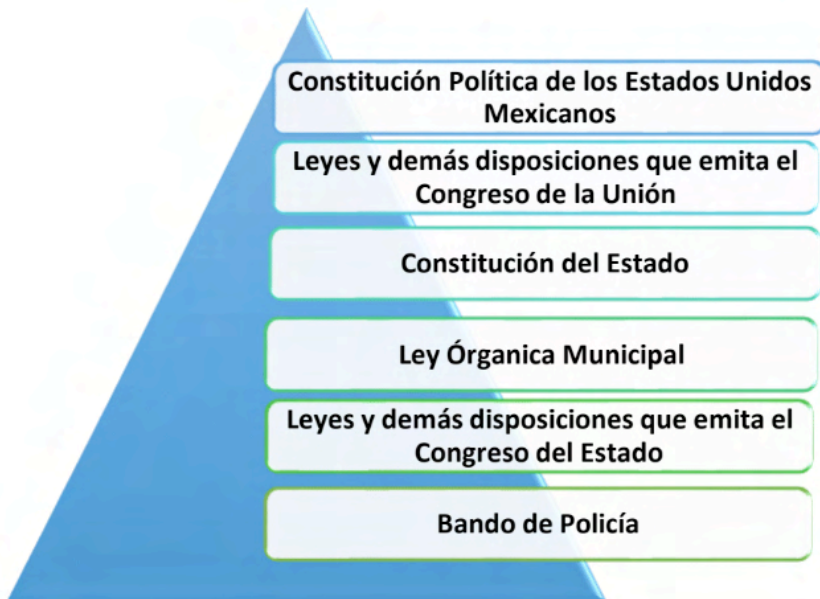 Constitución Política de los Estados Unidos
Mexicanos
Leyes y demás disposiciones que emita el
Congreso de la Unión
Constitución del Estado
Ley Órganica Municipal
Leyes y demás disposiciones que emita el
Congreso del Estado
Bando de Policía